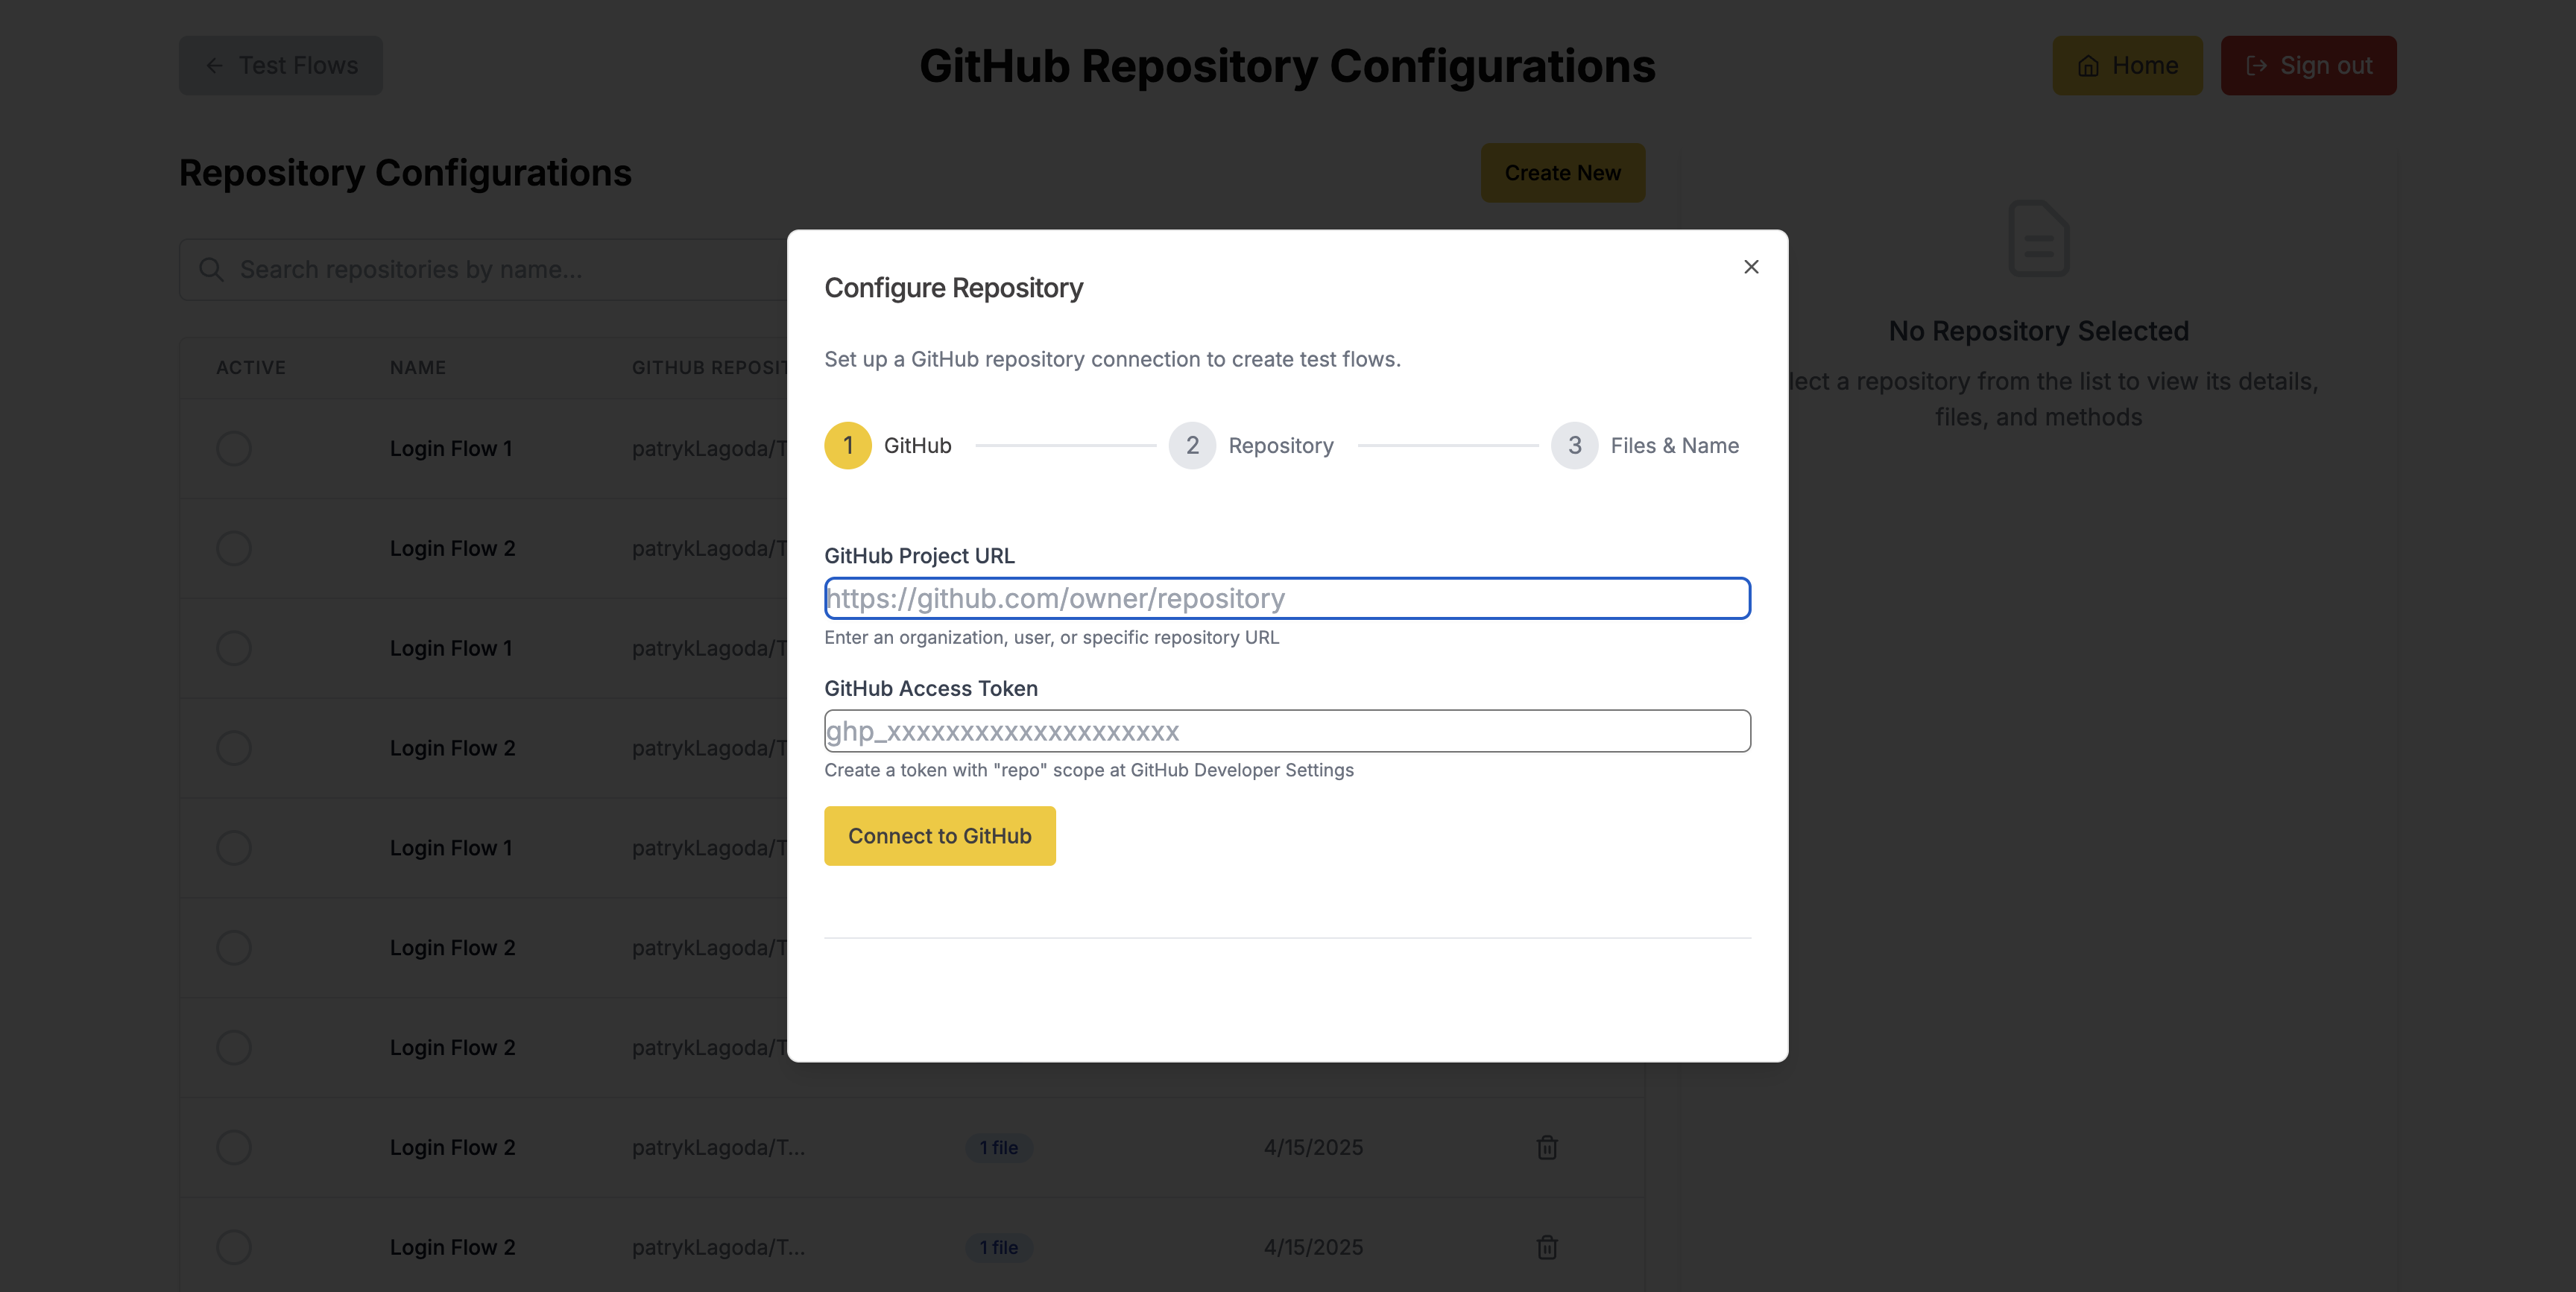 Test Flows
GitHub Repository Configurations
Home
Sign out
Repository Configurations
Create New
Search repositories by name...
ACTIVE NAME GITHUB
Login Flow 1 patrykLagoda/T
Login Flow 2 patrykLagoda/T
Login Flow 1 patrykLagoda/T
Login Flow 2 patrykLagoda/T
Login Flow 1 patrykLagoda/T
Login Flow 2 patrykLagoda/T
Login Flow 2 patrykLagoda/T
Login Flow 2 patrykLagoda/T... 1 file 4/15/2025
Login Flow 2 patrykLagoda/T... 1 file 4/15/2025
Configure Repository
Set up a GitHub repository connection to create test flows.
1 GitHub 2 Repository 3 Files & Name
GitHub Project URL
https://github.com/owner/repository
Enter an organization, user, or specific repository URL
GitHub Access Token
ghp_xxxxxxxxxxxxxxxxxxxx
Create a token with "repo" scope at GitHub Developer Settings
Connect to GitHub
No Repository Selected
a repository from the list to view its details,
files, and methods